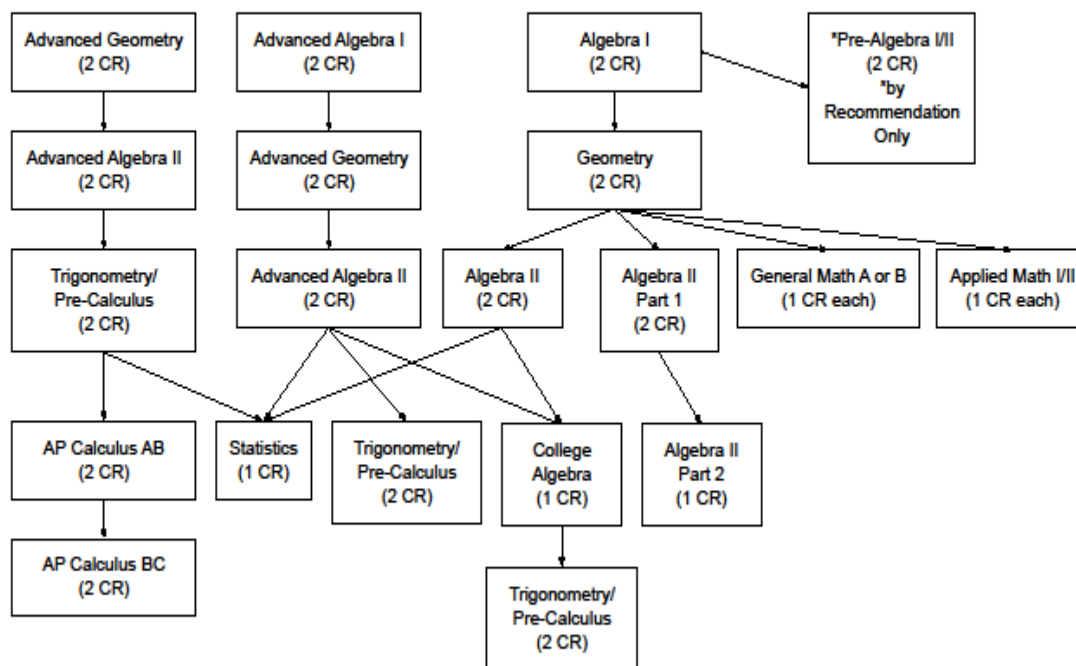 Advanced Geometry
(2 CR)
Advanced Algebra I
(2 CR)
Algebra I
(2 CR)
*Pre-Algebra I/II
(2 CR)
*by
Recommendation
Only
Advanced Algebra II
(2 CR)
Advanced Geometry
(2 CR)
Geometry
(2 CR)
Trigonometry/
Pre-Calculus
(2 CR)
Advanced Algebra II
(2 CR)
Algebra II
(2 CR)
Algebra II
Part 1
(2 CR)
General Math A or B
(1 CR each)
Applied Math I/II
(1 CR each)
AP Calculus AB
(2 CR)
Statistics
(1 CR)
Trigonometry/
Pre-Calculus
(2 CR)
College
Algebra
(1 CR)
Algebra II
Part 2
(1 CR)
AP Calculus BC
(2 CR)
Trigonometry/
Pre-Calculus
(2 CR)